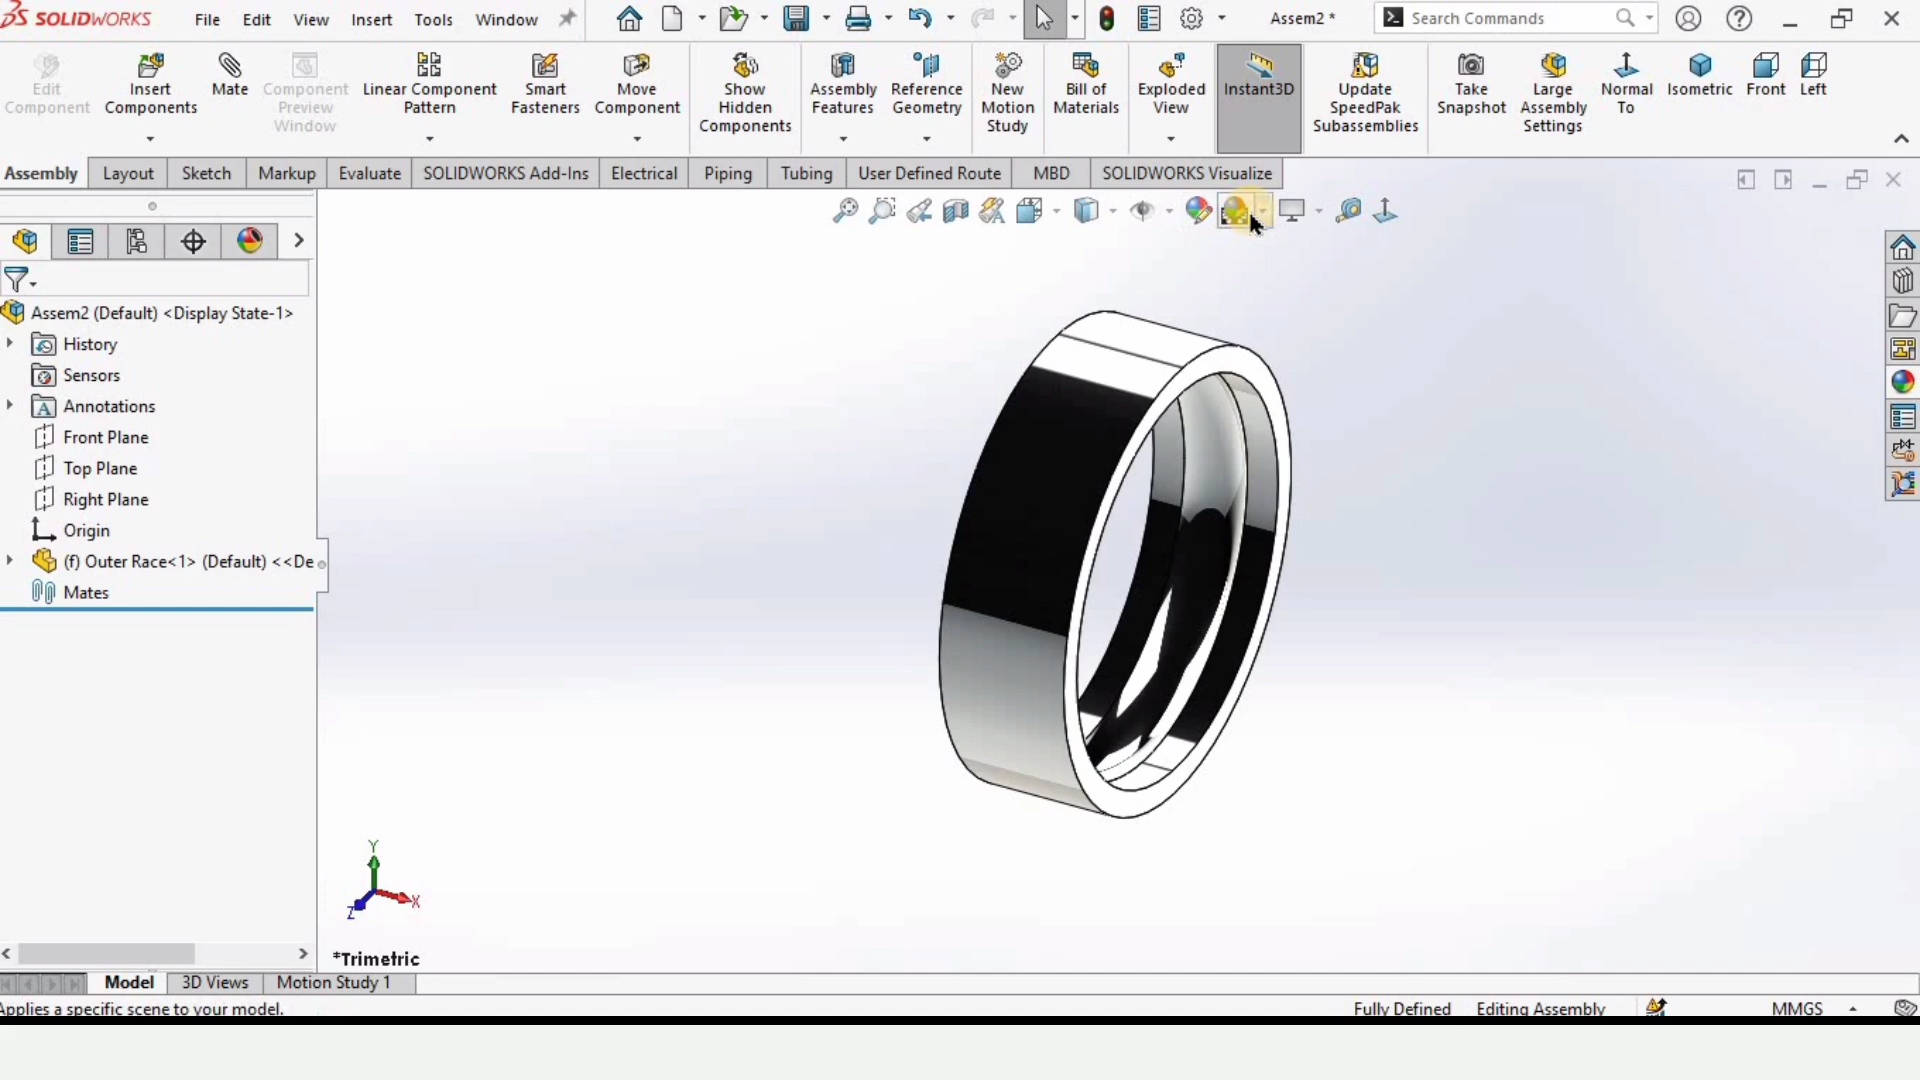 SOLIDWORKS File Edit View Insert Tools Window Assem2 * Search Commands
Edit Component
Insert Components
Mate
Component Preview Window
Linear Component Pattern
Smart Fasteners
Move Component
Show Hidden Components
Assembly Features
Reference Geometry
New Motion Study
Bill of Materials
Exploded View
Instant3D
Update SpeedPak Subassemblies
Take Snapshot
Large Assembly Settings
Normal To
Isometric
Front
Left
Assembly Layout Sketch Markup Evaluate SOLIDWORKS Add-Ins Electrical Piping Tubing User Defined Route MBD SOLIDWORKS Visualize
Assem2 (Default) <Display State-1>
History
Sensors
A Annotations
Front Plane
Top Plane
Right Plane
Origin
(f) Outer Race<1> (Default) <<De
Mates
Y
X
Z
*Trimetric
Model 3D Views Motion Study 1
Applies a specific scene to your model. Fully Defined Editing Assembly MMGS